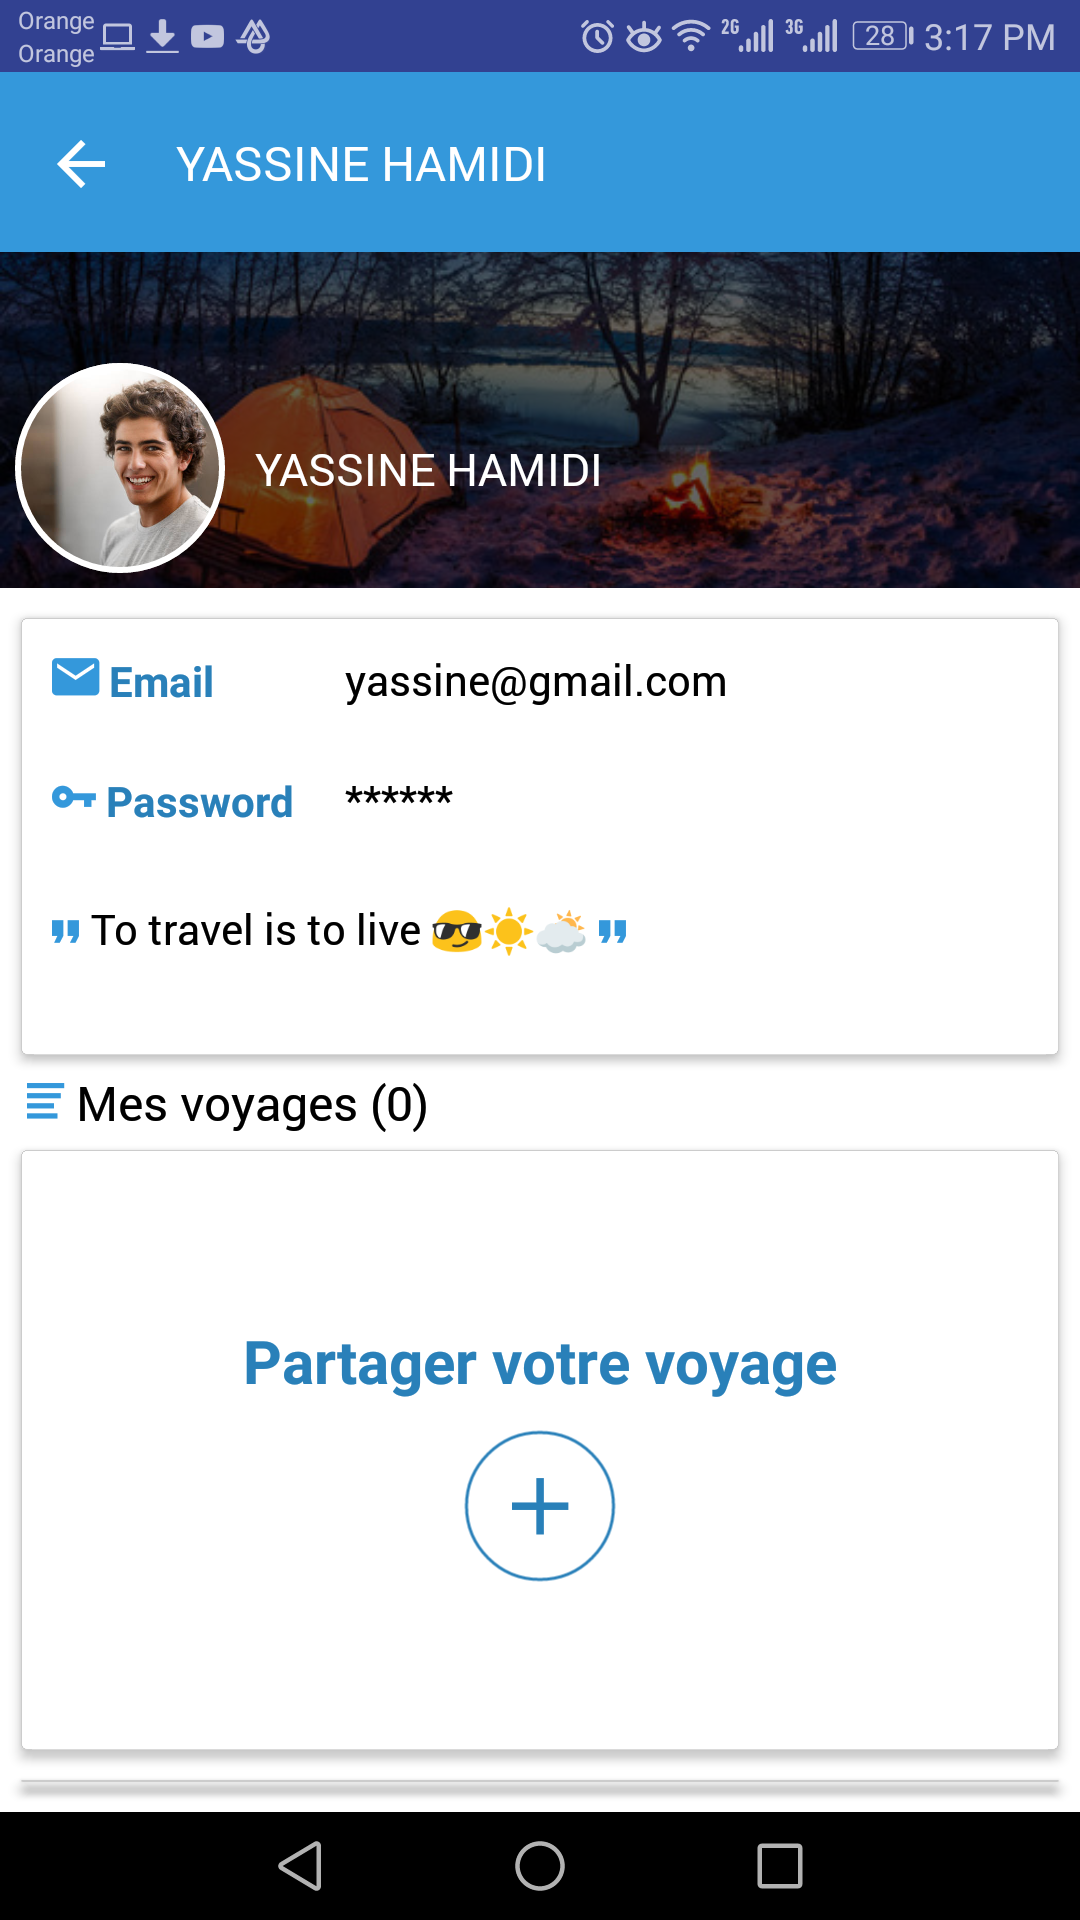 Orange
Orange
2G 3G 28 3:17 PM
YASSINE HAMIDI
YASSINE HAMIDI
Email yassine@gmail.com
Password ******
" To travel is to live 😎☀️🌥️ "
Mes voyages (0)
Partager votre voyage